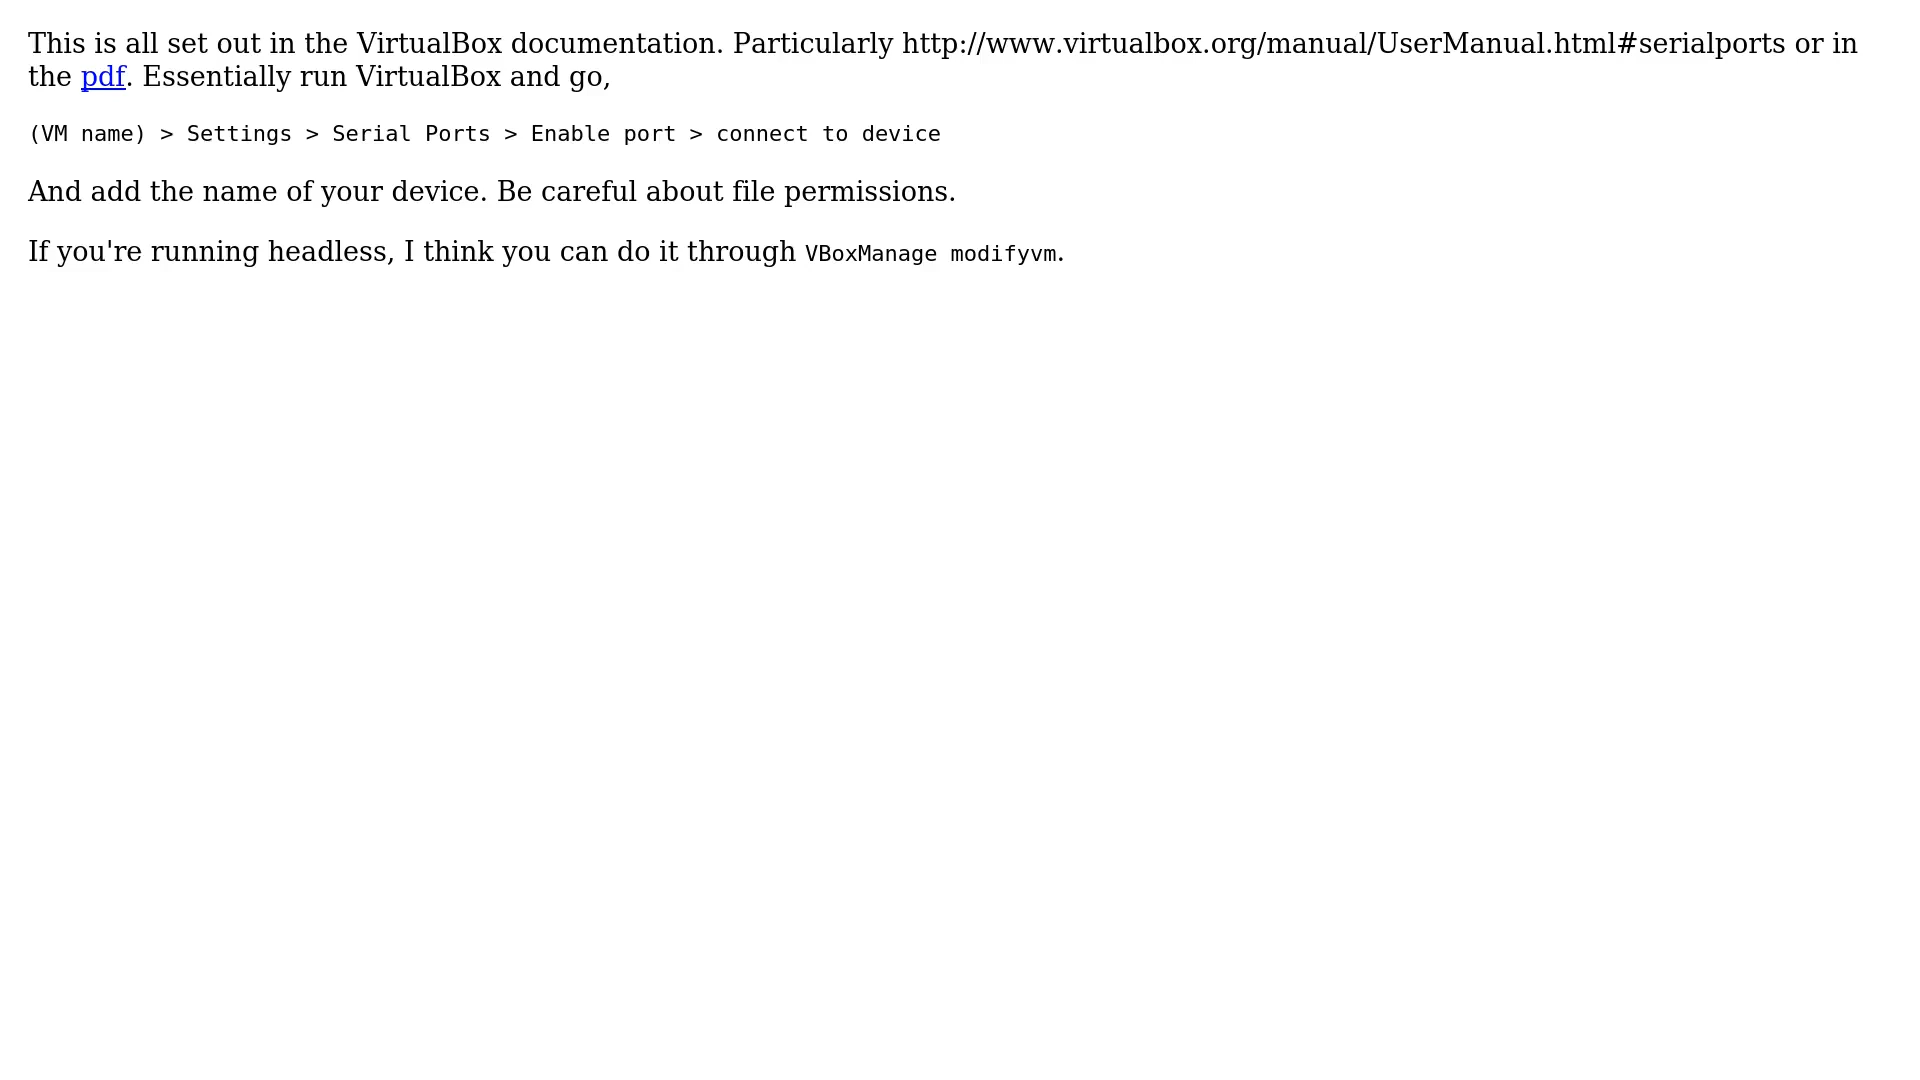 This is all set out in the VirtualBox documentation. Particularly http://www.virtualbox.org/manual/UserManual.html#serialports or in
the pdf. Essentially run VirtualBox and go,
(VM name) > Settings > Serial Ports > Enable port > connect to device
And add the name of your device. Be careful about file permissions.
If you're running headless, I think you can do it through VBoxManage modifyvm.